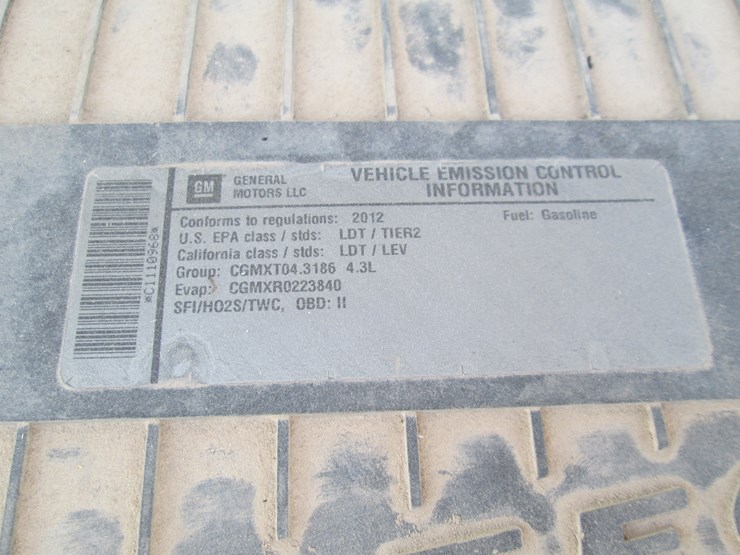 GM
GENERAL
MOTORS LLC
VEHICLE EMISSION CONTROL
INFORMATION
Conforms to regulations: 2012
Fuel: Gasoline
U.S. EPA class / stds: LDT / TIER2
California class / stds: LDT / LEV
Group: CGMXT04.3186 4.3L
Evap: CGMXR0223840
SFI/HO2S/TWC, OBD: II
*C1110968*